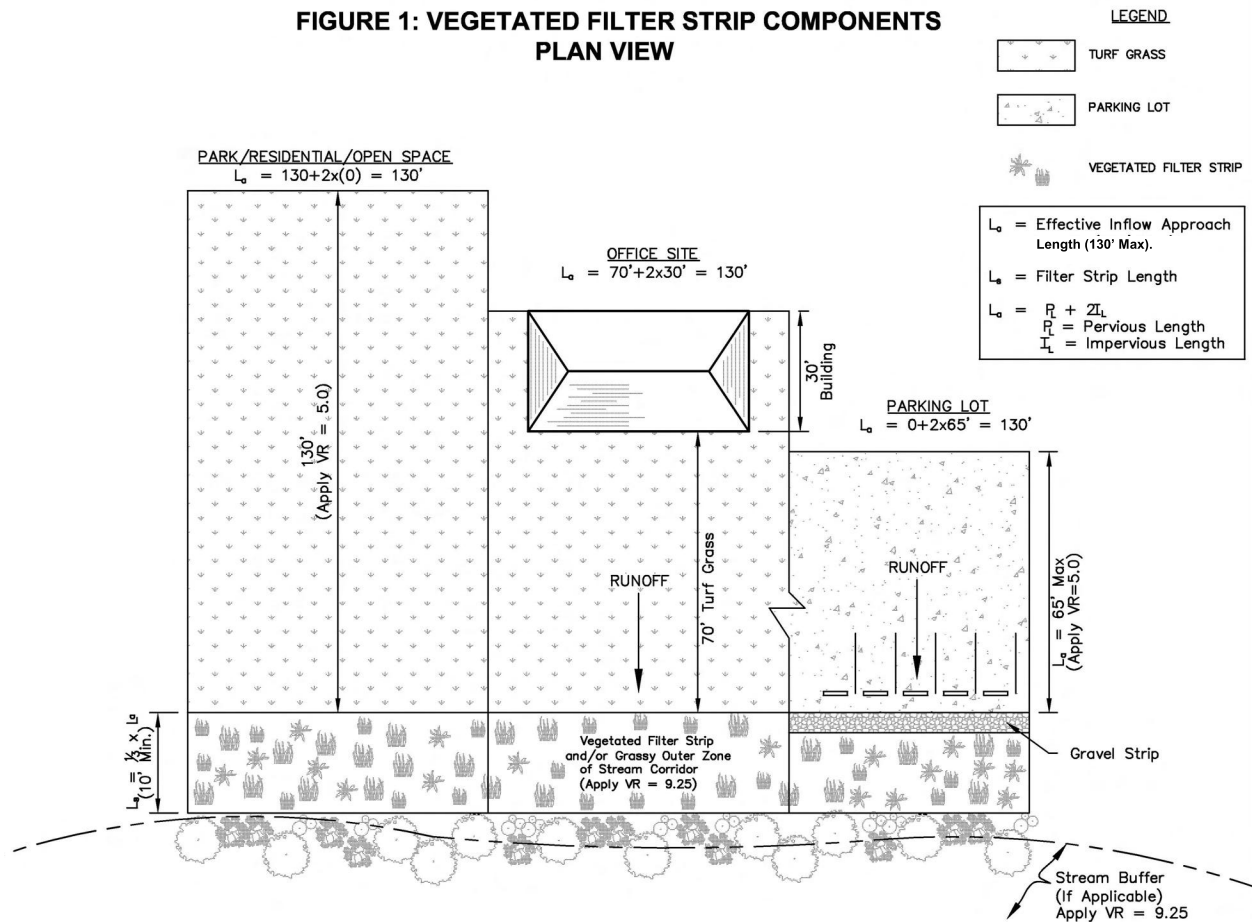 FIGURE 1: VEGETATED FILTER STRIP COMPONENTS
PLAN VIEW
LEGEND
TURF GRASS
PARKING LOT
VEGETATED FILTER STRIP
Lₐ = Effective Inflow Approach
Length (130' Max).
Lₛ = Filter Strip Length
Lₐ = P_L + 2I_L
P_L = Pervious Length
I_L = Impervious Length
PARK/RESIDENTIAL/OPEN SPACE
Lₐ = 130+2x(0) = 130'
OFFICE SITE
Lₐ = 70'+2x30' = 130'
PARKING LOT
Lₐ = 0+2x65' = 130'
130'
(Apply VR = 5.0)
30'
Building
70' Turf Grass
RUNOFF
RUNOFF
Lₐ = 65' Max
(Apply VR=5.0)
Lₛ = ⅓ x Lₐ
(10' Min.)
Vegetated Filter Strip
and/or Grassy Outer Zone
of Stream Corridor
(Apply VR = 9.25)
Gravel Strip
Stream Buffer
(If Applicable)
Apply VR = 9.25